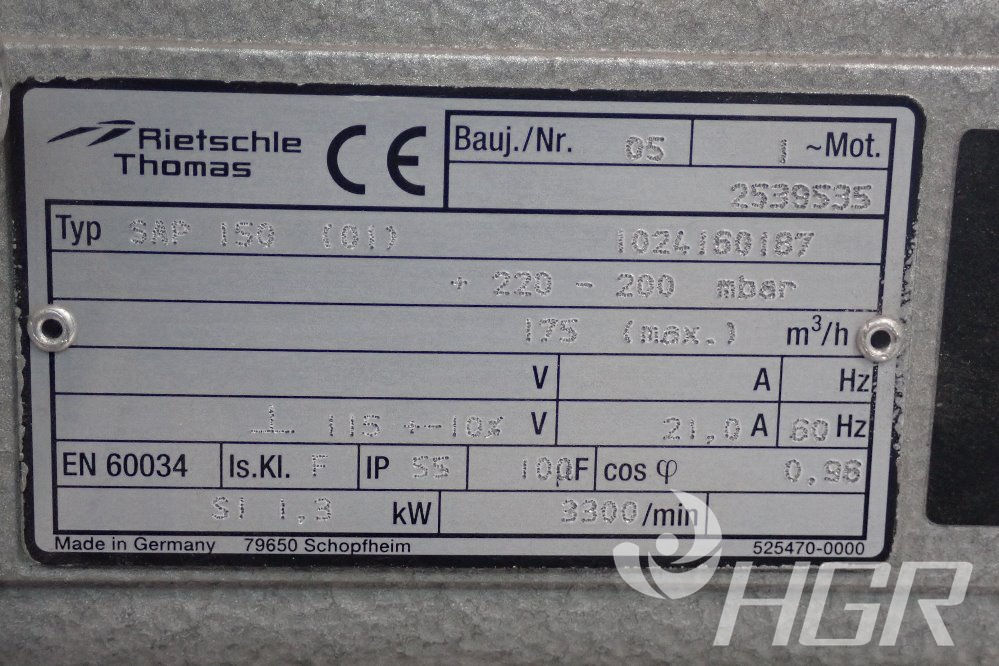 Rietschle
Thomas
CE
Bauj./Nr. 05 1 ~Mot.
2539535
Typ SAP 150 (01) 1024160187
+ 220 - 200 mbar
175 (max.) m³/h
V A Hz
⊥ 115 +-10% V 21,0 A 60 Hz
EN 60034 Is.Kl. F IP 55 100µF cos φ 0,96
S1 1,3 kW 3300/min
Made in Germany 79650 Schopfheim 525470-0000
HGR